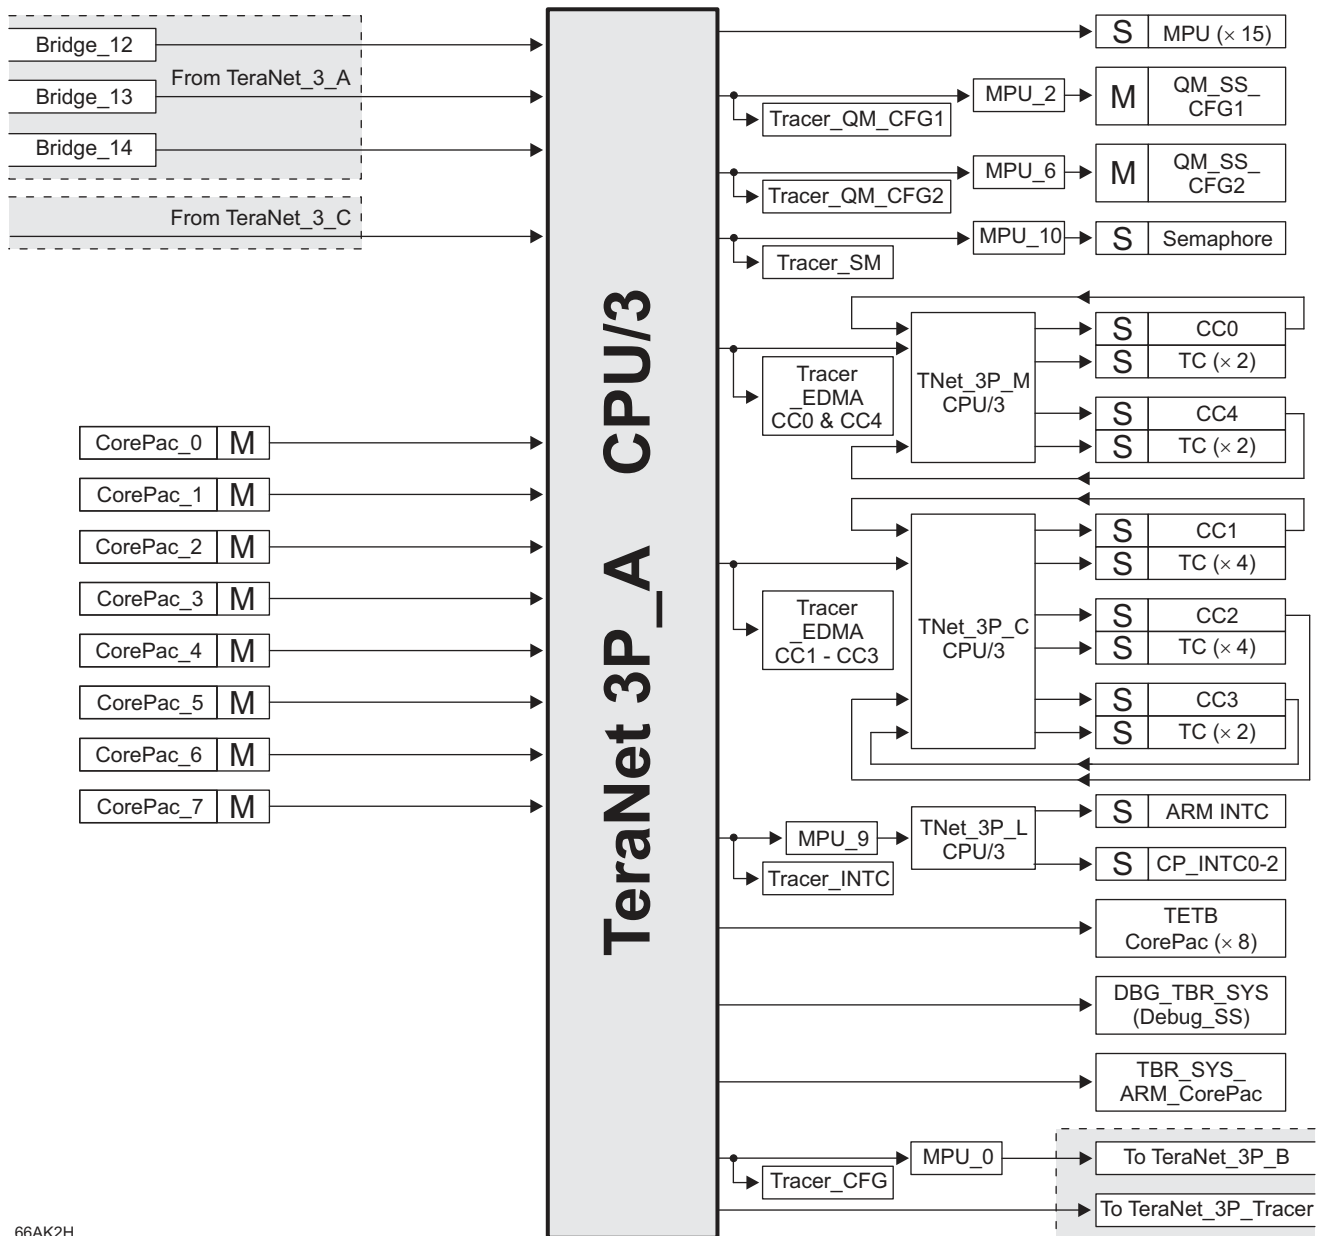 Bridge_12
From TeraNet_3_A
Bridge_13
Bridge_14
From TeraNet_3_C
CorePac_0 M
CorePac_1 M
CorePac_2 M
CorePac_3 M
CorePac_4 M
CorePac_5 M
CorePac_6 M
CorePac_7 M
TeraNet 3P_A CPU/3
S MPU (× 15)
MPU_2
M QM_SS_
CFG1
Tracer_QM_CFG1
MPU_6
M QM_SS_
CFG2
Tracer_QM_CFG2
MPU_10
S Semaphore
Tracer_SM
Tracer
_EDMA
CC0 & CC4
TNet_3P_M
CPU/3
S CC0
S TC (× 2)
S CC4
S TC (× 2)
Tracer
_EDMA
CC1 - CC3
TNet_3P_C
CPU/3
S CC1
S TC (× 4)
S CC2
S TC (× 4)
S CC3
S TC (× 2)
MPU_9
Tracer_INTC
TNet_3P_L
CPU/3
S ARM INTC
S CP_INTC0-2
TETB
CorePac (× 8)
DBG_TBR_SYS
(Debug_SS)
TBR_SYS_
ARM_CorePac
MPU_0
To TeraNet_3P_B
Tracer_CFG
To TeraNet_3P_Tracer
66AK2H